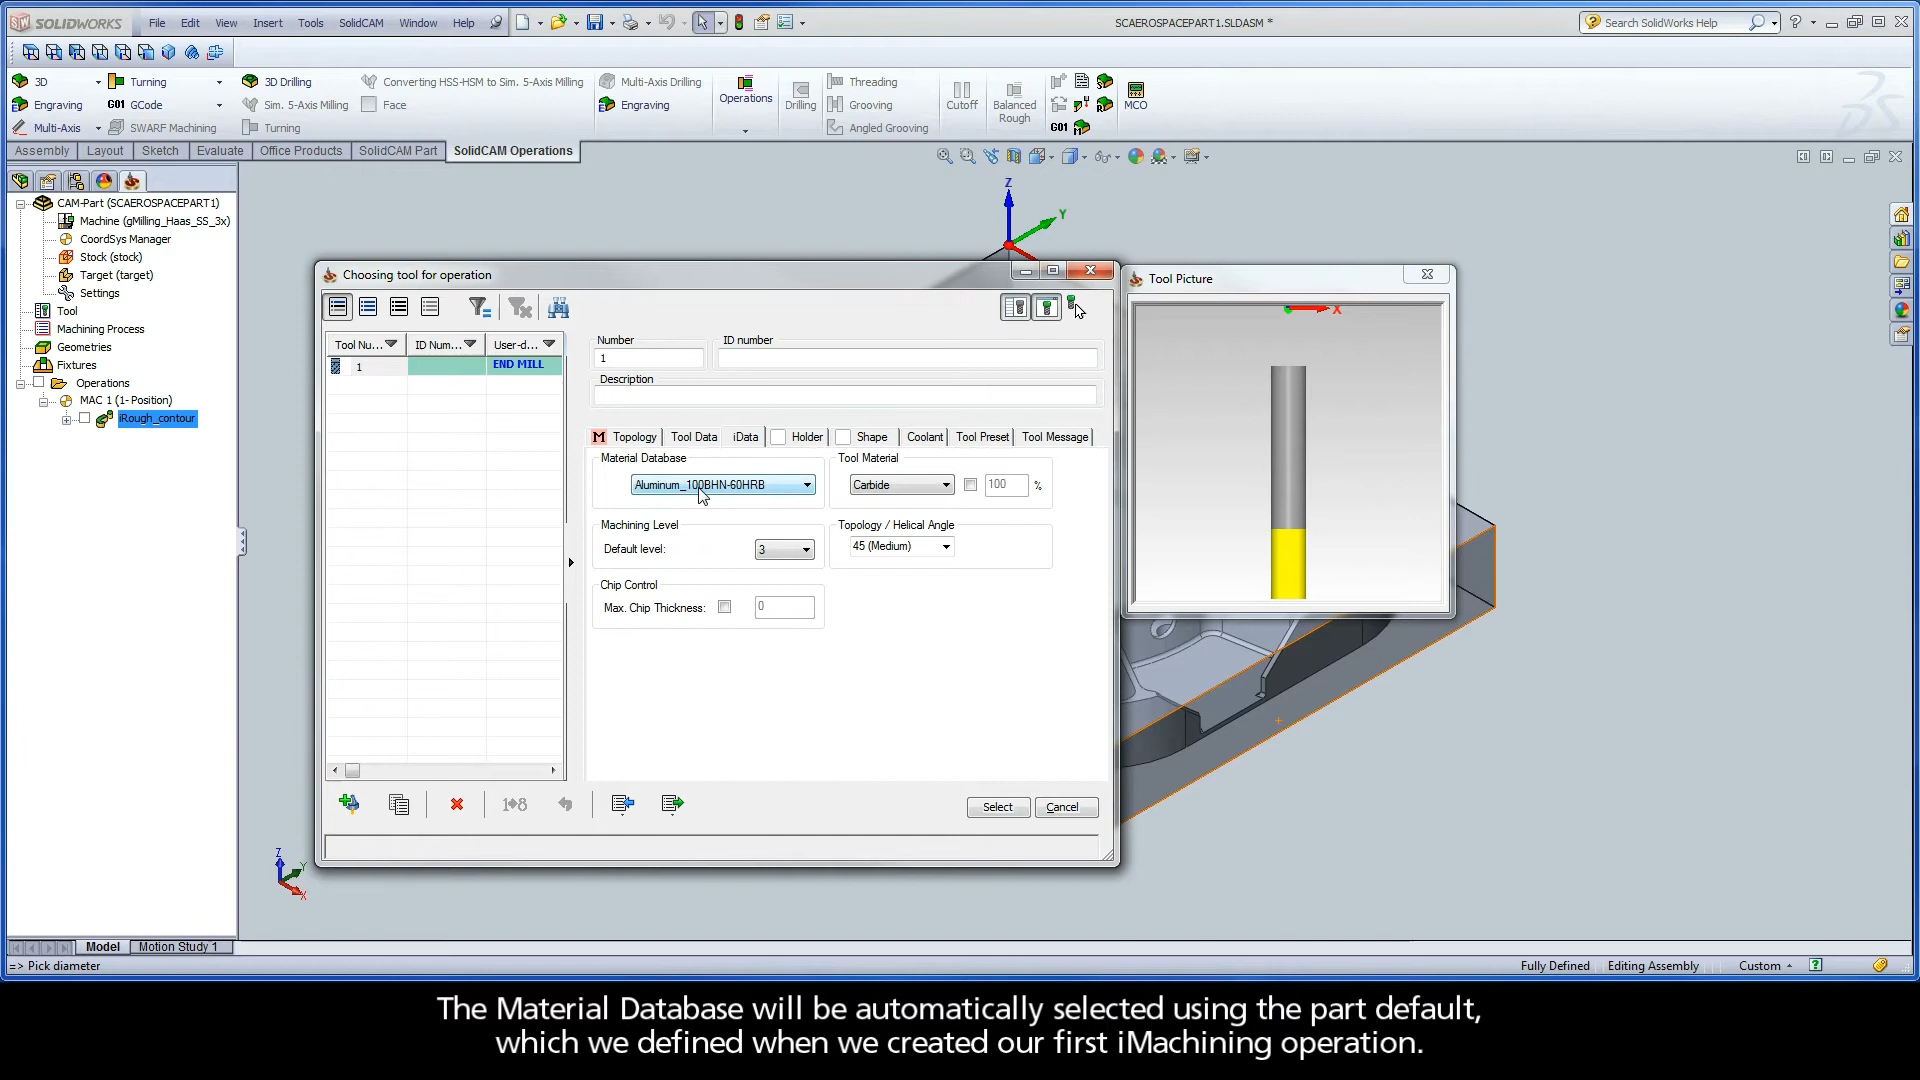 SOLIDWORKS File Edit View Insert Tools SolidCAM Window Help SCAEROSPACEPART1.SLDASM * Search SolidWorks Help
3D Turning 3D Drilling Converting HSS-HSM to Sim. 5-Axis Milling Multi-Axis Drilling Threading
Engraving G01 GCode Sim. 5-Axis Milling Face Engraving Operations Drilling Grooving Cutoff Balanced Rough MCO
Multi-Axis SWARF Machining Turning Angled Grooving G01
Assembly Layout Sketch Evaluate Office Products SolidCAM Part SolidCAM Operations
CAM-Part (SCAEROSPACEPART1)
Machine (gMilling_Haas_SS_3x)
CoordSys Manager
Stock (stock)
Target (target)
Settings
Tool
Machining Process
Geometries
Fixtures
Operations
MAC 1 (1- Position)
iRough_contour
Z
Y
Choosing tool for operation
Tool Nu... ID Num... User-d...
1 END MILL
Number ID number
1
Description
M Topology Tool Data iData Holder Shape Coolant Tool Preset Tool Message
Material Database Tool Material
Aluminum_100BHN-60HRB Carbide 100 %
Machining Level Topology / Helical Angle
Default level: 3 45 (Medium)
Chip Control
Max. Chip Thickness: 0
1→8
Select Cancel
Tool Picture
X
Z
Y
X
Model Motion Study 1
=> Pick diameter Fully Defined Editing Assembly Custom
The Material Database will be automatically selected using the part default,
which we defined when we created our first iMachining operation.